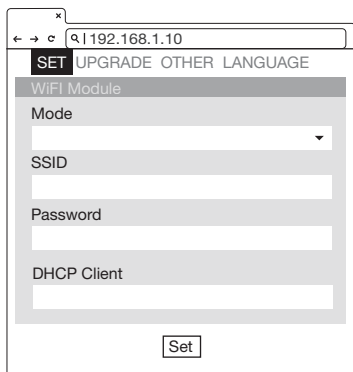 192.168.1.10
SET UPGRADE OTHER LANGUAGE
WiFI Module
Mode
SSID
Password
DHCP Client
Set